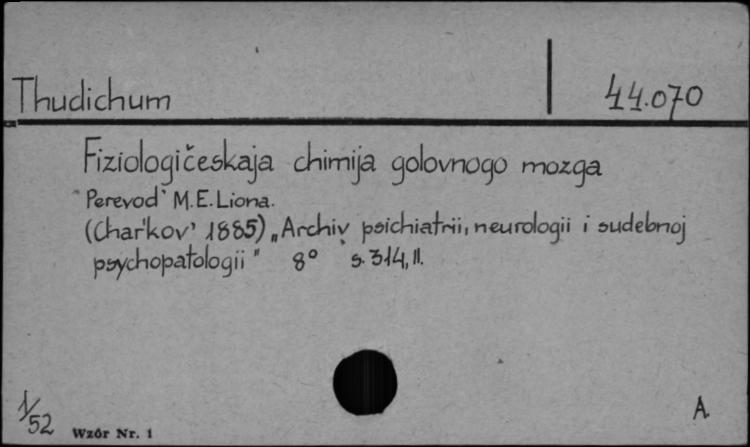 Thudichum
44.070
Fiziologičeskaja chimija golovnogo mozga
Perevod' M.E. Liona.
(Char'kov' 1885) „Archiv psichiatrii, neurologii i sudebnoj
psychopatologii" 8° s. 314, II.
1/52
Wzór Nr. 1
A.